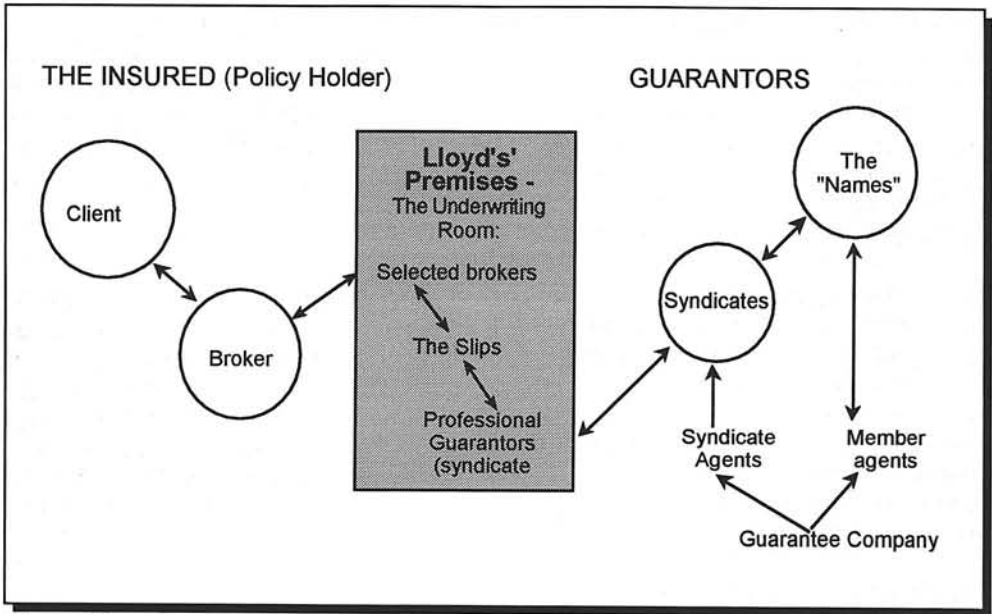 THE INSURED (Policy Holder)
GUARANTORS
Client
Broker
Lloyd's'
Premises -
The Underwriting
Room:
Selected brokers
The Slips
Professional
Guarantors
(syndicate
The
"Names"
Syndicates
Syndicate
Agents
Member
agents
Guarantee Company